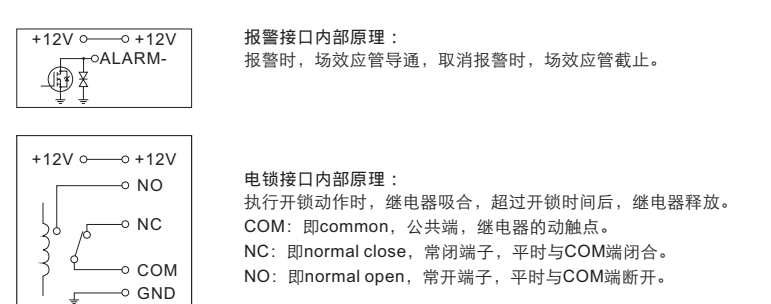 +12V +12V
ALARM-
报警接口内部原理：
报警时，场效应管导通，取消报警时，场效应管截止。
+12V +12V
NO
NC
COM
GND
电锁接口内部原理：
执行开锁动作时，继电器吸合，超过开锁时间后，继电器释放。
COM：即common，公共端，继电器的动触点。
NC：即normal close，常闭端子，平时与COM端闭合。
NO：即normal open，常开端子，平时与COM端断开。